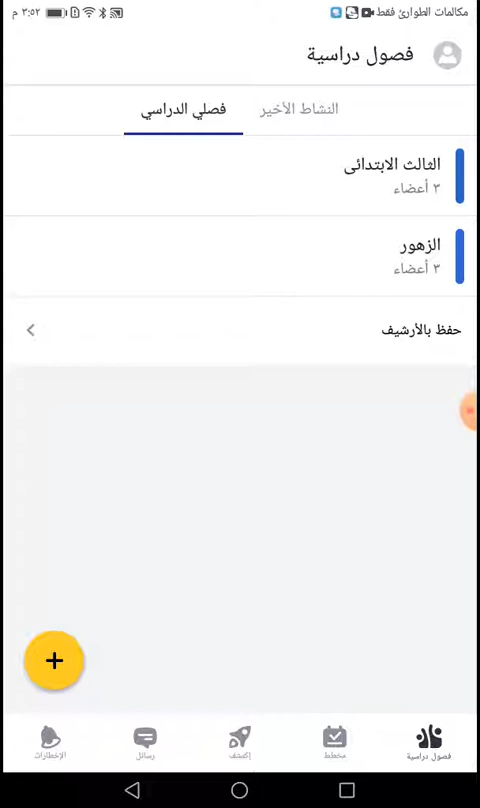 مكالمات الطوارئ فقط
٣:٥٢ م
فصول دراسية
النشاط الأخير
فصلي الدراسي
الثالث الابتدائى
٣ أعضاء
الزهور
٣ أعضاء
حفظ بالأرشيف
فصول دراسية
مخطط
إكتشف
رسائل
الإخطارات